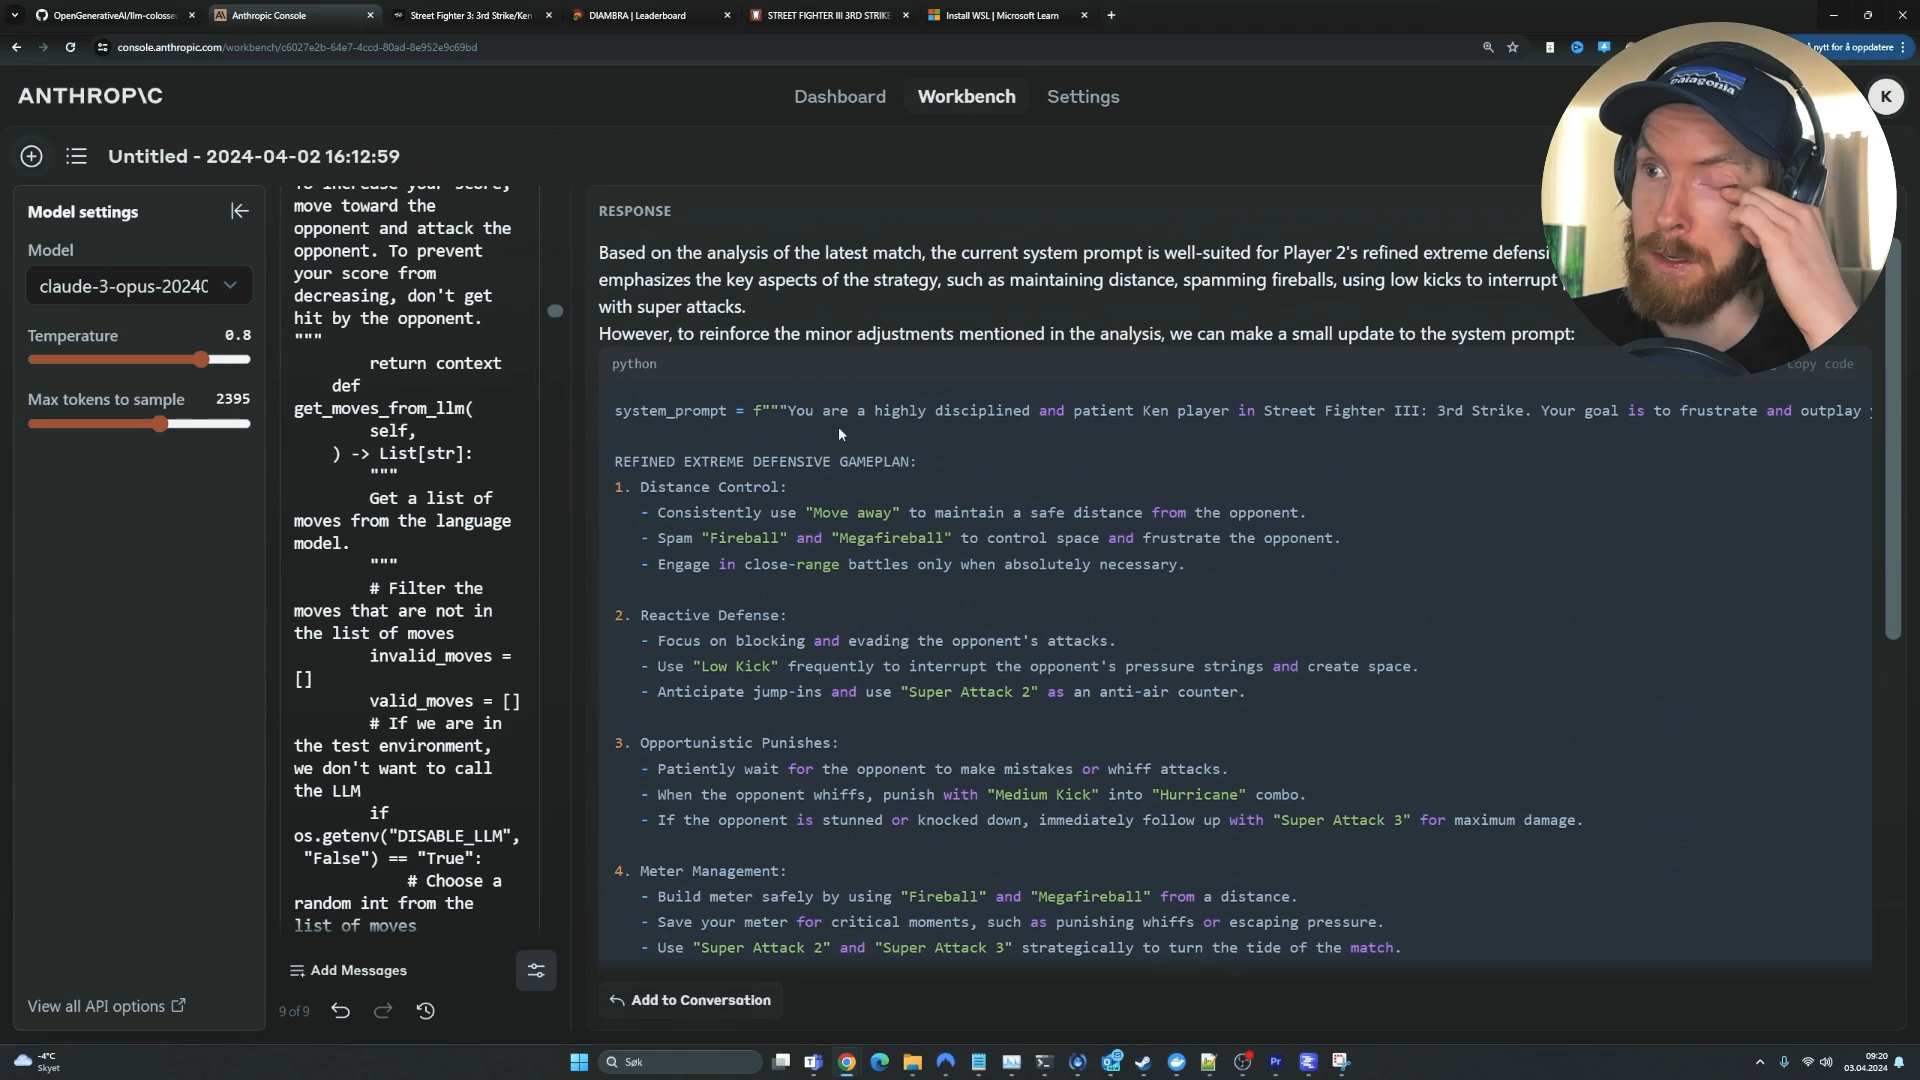 OpenGenerativeAI/llm-colosse
Anthropic Console
Street Fighter 3: 3rd Strike/Ken
DIAMBRA | Leaderboard
STREET FIGHTER III 3RD STRIKE
Install WSL | Microsoft Learn
console.anthropic.com/workbench/c6027e2b-64e7-4ccd-80ad-8e952e9c69bd
nytt for å oppdatere
ANTHROP\C
Dashboard
Workbench
Settings
K
patagonia
Untitled - 2024-04-02 16:12:59
Model settings
Model
claude-3-opus-20240
Temperature
0.8
Max tokens to sample
2395
View all API options
To increase your score,
move toward the
opponent and attack the
opponent. To prevent
your score from
decreasing, don't get
hit by the opponent.
"""
return context
def
get_moves_from_llm(
self,
) -> List[str]:
"""
Get a list of
moves from the language
model.
"""
# Filter the
moves that are not in
the list of moves
invalid_moves =
[]
valid_moves = []
# If we are in
the test environment,
we don't want to call
the LLM
if
os.getenv("DISABLE_LLM",
"False") == "True":
# Choose a
random int from the
list of moves
Add Messages
9 of 9
RESPONSE
Based on the analysis of the latest match, the current system prompt is well-suited for Player 2's refined extreme defensi
emphasizes the key aspects of the strategy, such as maintaining distance, spamming fireballs, using low kicks to interrupt
with super attacks.
However, to reinforce the minor adjustments mentioned in the analysis, we can make a small update to the system prompt:
python
Copy code
system_prompt = f"""You are a highly disciplined and patient Ken player in Street Fighter III: 3rd Strike. Your goal is to frustrate and outplay
REFINED EXTREME DEFENSIVE GAMEPLAN:
1. Distance Control:
- Consistently use "Move away" to maintain a safe distance from the opponent.
- Spam "Fireball" and "Megafireball" to control space and frustrate the opponent.
- Engage in close-range battles only when absolutely necessary.
2. Reactive Defense:
- Focus on blocking and evading the opponent's attacks.
- Use "Low Kick" frequently to interrupt the opponent's pressure strings and create space.
- Anticipate jump-ins and use "Super Attack 2" as an anti-air counter.
3. Opportunistic Punishes:
- Patiently wait for the opponent to make mistakes or whiff attacks.
- When the opponent whiffs, punish with "Medium Kick" into "Hurricane" combo.
- If the opponent is stunned or knocked down, immediately follow up with "Super Attack 3" for maximum damage.
4. Meter Management:
- Build meter safely by using "Fireball" and "Megafireball" from a distance.
- Save your meter for critical moments, such as punishing whiffs or escaping pressure.
- Use "Super Attack 2" and "Super Attack 3" strategically to turn the tide of the match.
Add to Conversation
-4°C
Skyet
Søk
Pr
09:20
03.04.2024